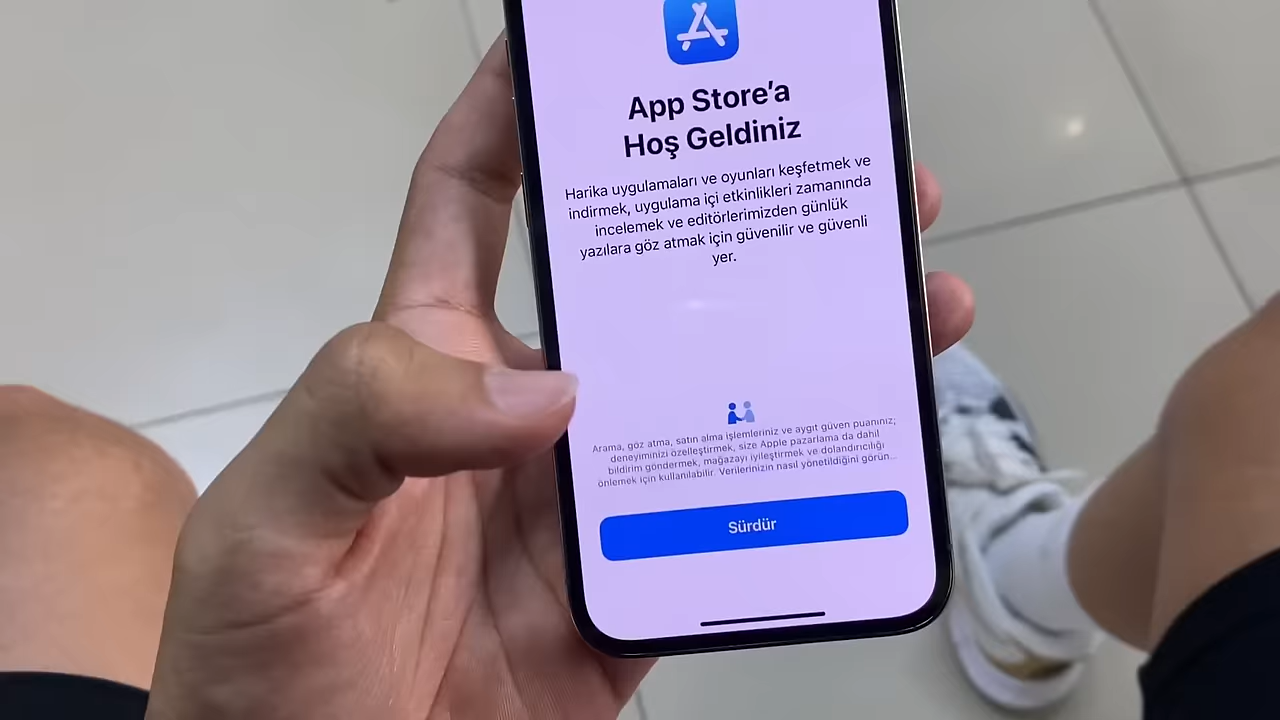 App Store'a
Hoş Geldiniz
Harika uygulamaları ve oyunları keşfetmek ve
indirmek, uygulama içi etkinlikleri zamanında
incelemek ve editörlerimizden günlük
yazılara göz atmak için güvenilir ve güvenli
yer.
Arama, göz atma, satın alma işlemleriniz ve aygıt güven puanınız;
deneyiminizi özelleştirmek, size Apple pazarlama da dahil
bildirim göndermek, mağazayı iyileştirmek ve dolandırıcılığı
önlemek için kullanılabilir. Verilerinizin nasıl yönetildiğini görün...
Sürdür